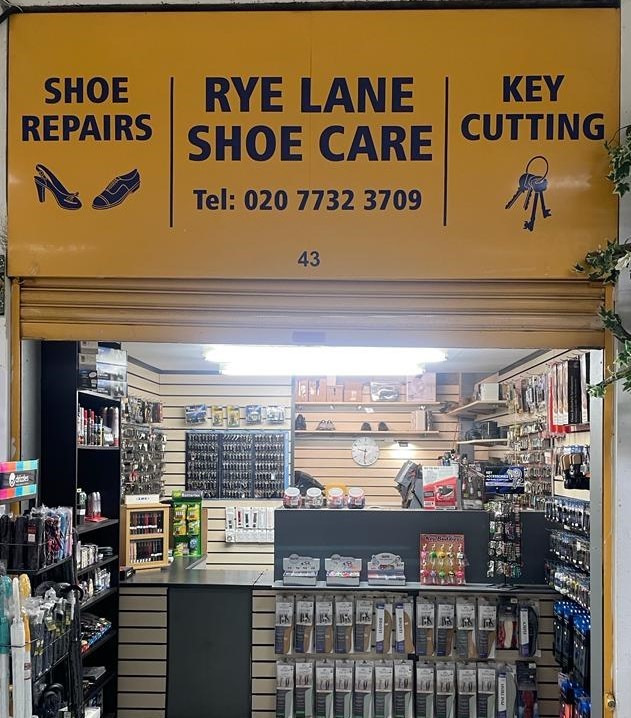 SHOE
REPAIRS
RYE LANE
SHOE CARE
Tel: 020 7732 3709
KEY
CUTTING
43